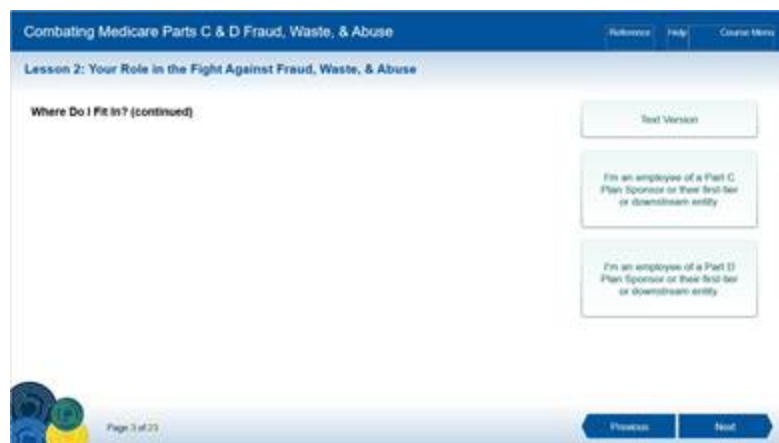 Combating Medicare Parts C & D Fraud, Waste, & Abuse
Reference Help Course Menu
Lesson 2: Your Role in the Fight Against Fraud, Waste, & Abuse
Where Do I Fit In? (continued)
Text Version
I'm an employee of a Part C
Plan Sponsor or their first-tier
or downstream entity
I'm an employee of a Part D
Plan Sponsor or their first-tier
or downstream entity
Page 3 of 23
Previous Next